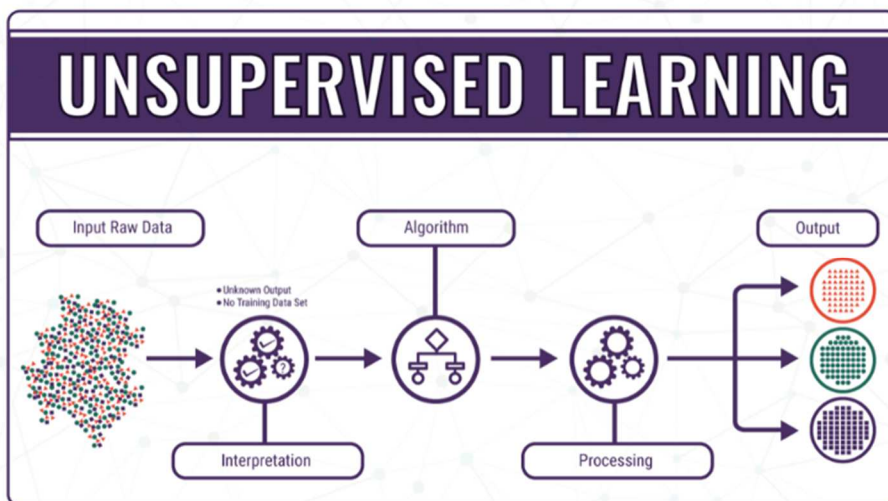 UNSUPERVISED LEARNING
Input Raw Data
Algorithm
Output
• Unknown Output
• No Training Data Set
?
Interpretation
Processing